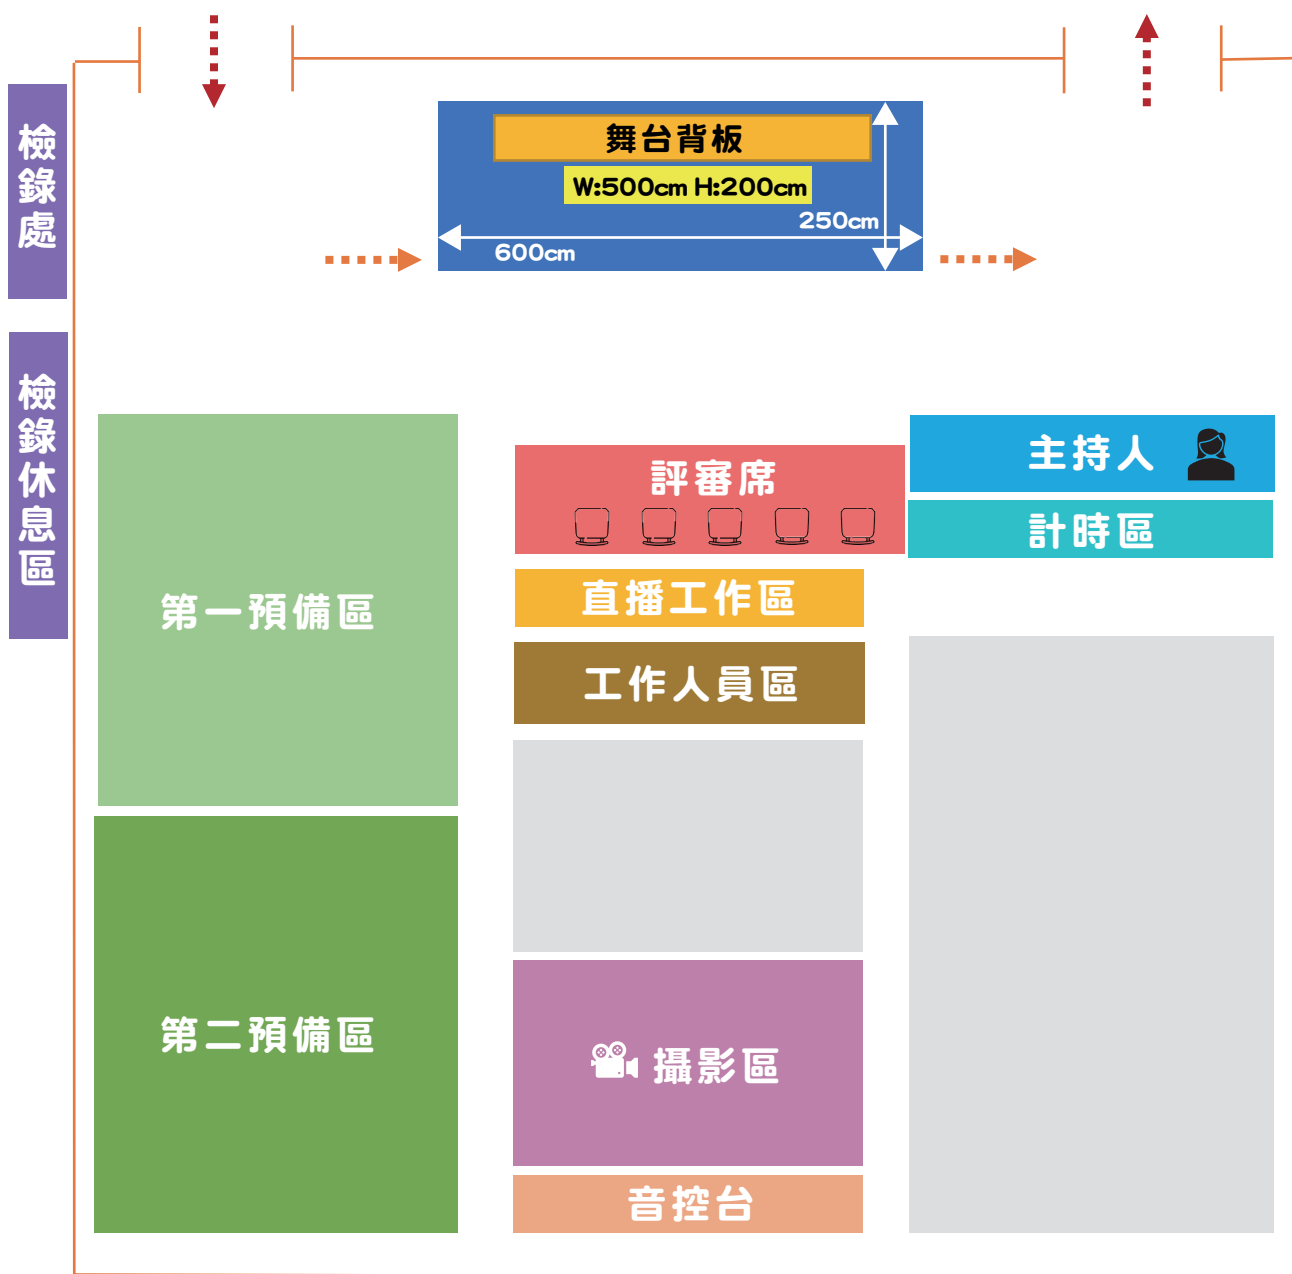 檢錄處
舞台背板
W:500cm H:200cm
250cm
600cm
檢錄休息區
第一預備區
評審席
主持人
計時區
直播工作區
工作人員區
第二預備區
攝影區
音控台